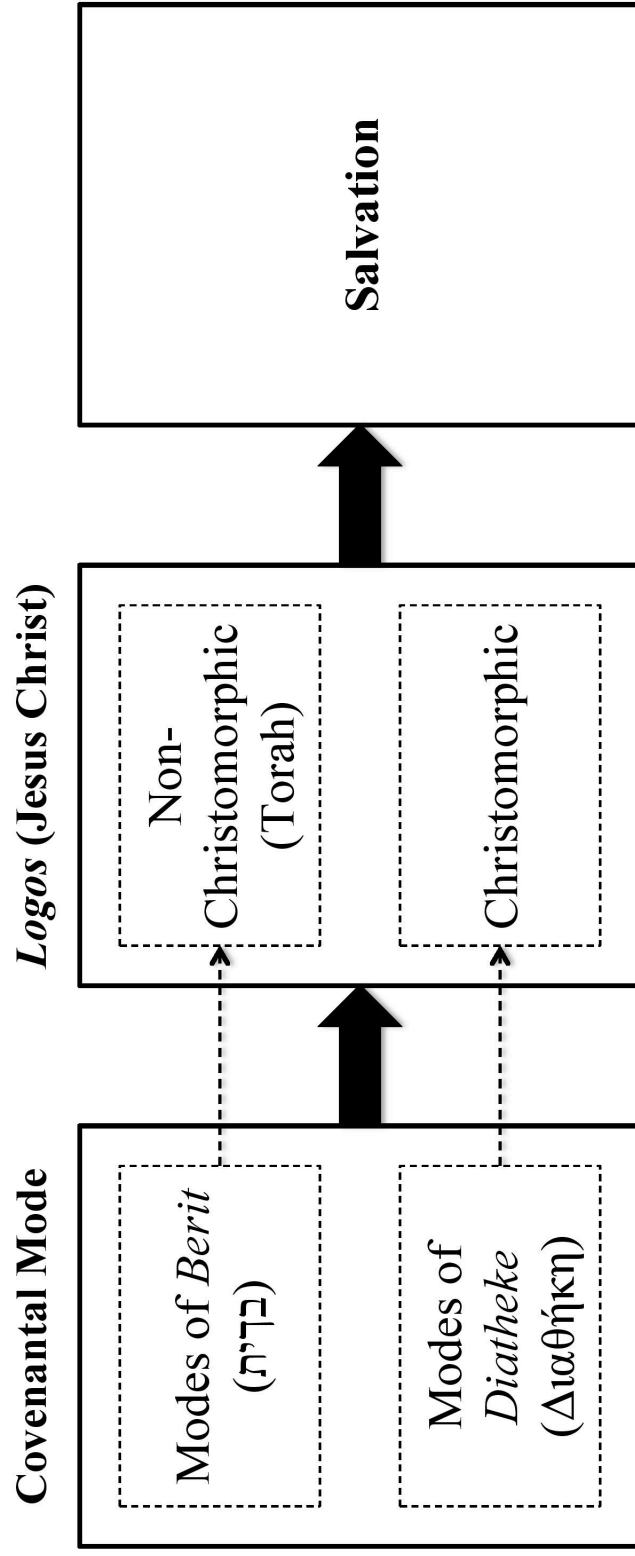 Covenantal Mode
Modes of Berit
(ברית)
Modes of
Diatheke
(Διαθήκη)
Logos (Jesus Christ)
Non-
Christomorphic
(Torah)
Christomorphic
Salvation